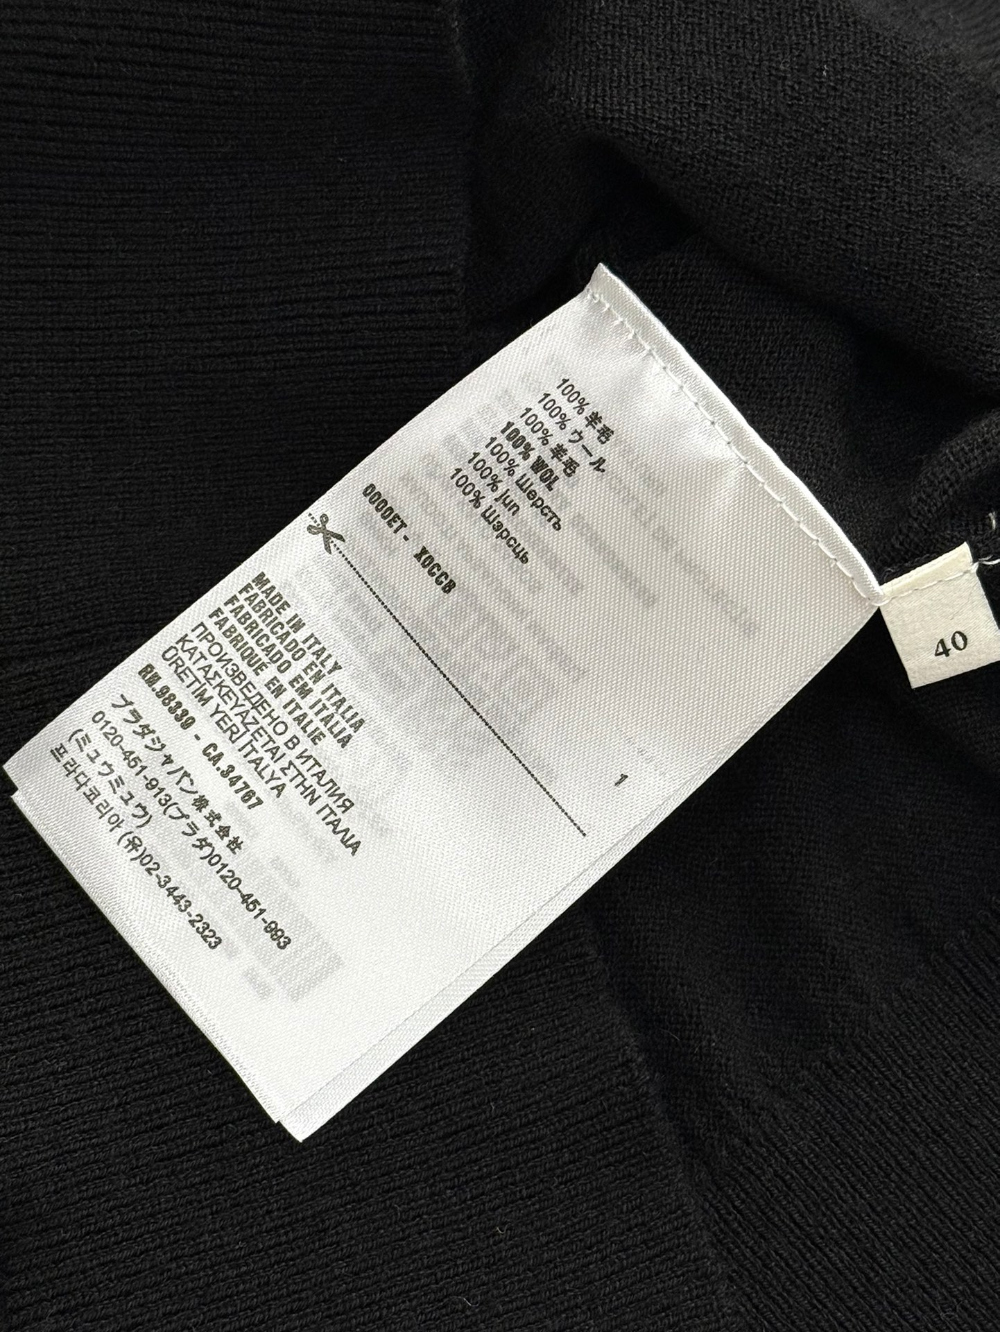 100% 羊毛
100% ウール
100% 羊毛
100% WOL
100% Шерсть
100% Jun
100% Шэрсць
0000ET - X0CCB
1
MADE IN ITALY
FABRICADO EN ITALIA
FABRICADO EM ITALIA
FABRIQUE EN ITALIE
ПРОИЗВЕДЕНО В ИТАЛИЯ
ΚΑΤΑΣΚΕΥΑΖΕΤΑΙ ΣΤΗΝ ΙΤΑΛΙΑ
ÜRETİM YERİ İTALYA
RN.98339 - CA.34767
プラダジャパン株式会社
0120-451-913(プラダ)0120-451-993
(ミュウミュウ)
프라다코리아(유)02-3443-2323
40